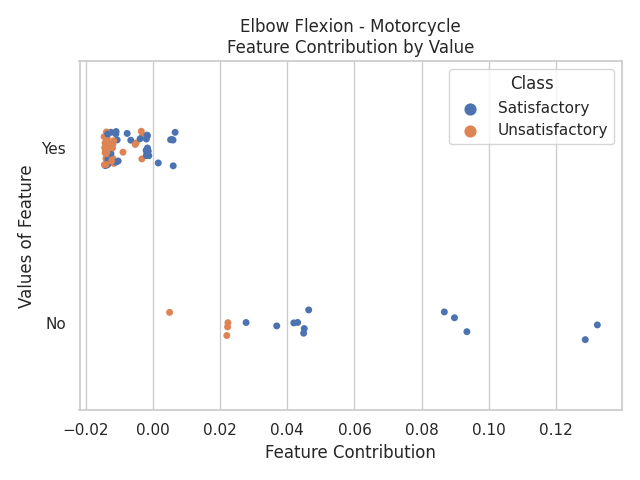 Elbow Flexion - Motorcycle
Feature Contribution by Value
Class
Satisfactory
Unsatisfactory
Values of Feature
Yes
No
−0.02 0.00 0.02 0.04 0.06 0.08 0.10 0.12
Feature Contribution